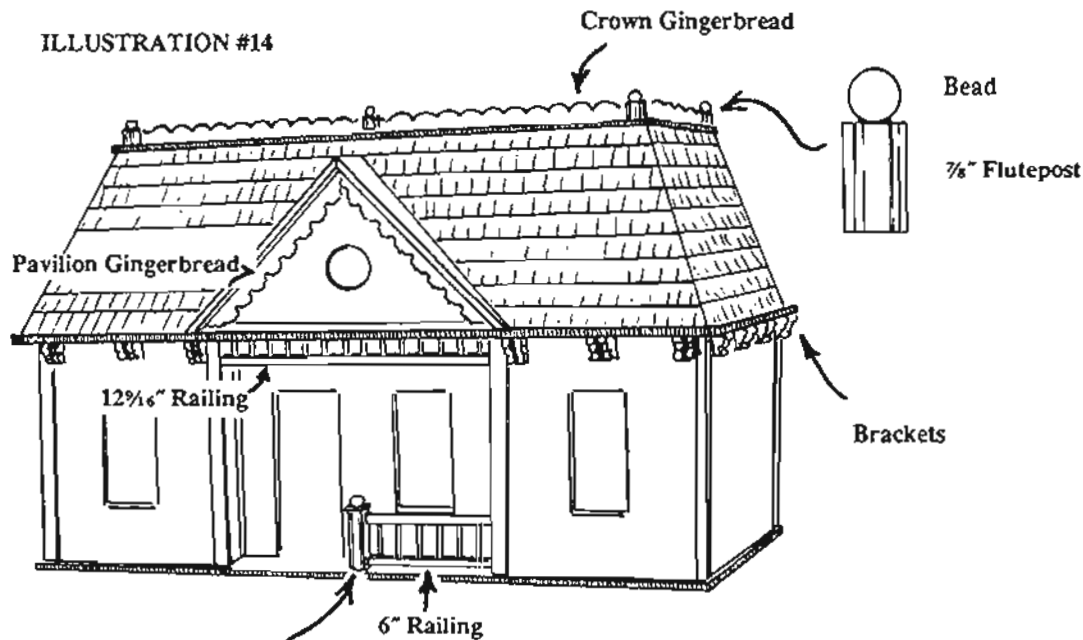 Crown Gingerbread
ILLUSTRATION #14
Bead
⅞″ Flutepost
Pavilion Gingerbread
12⁹⁄₁₆″ Railing
Brackets
6″ Railing